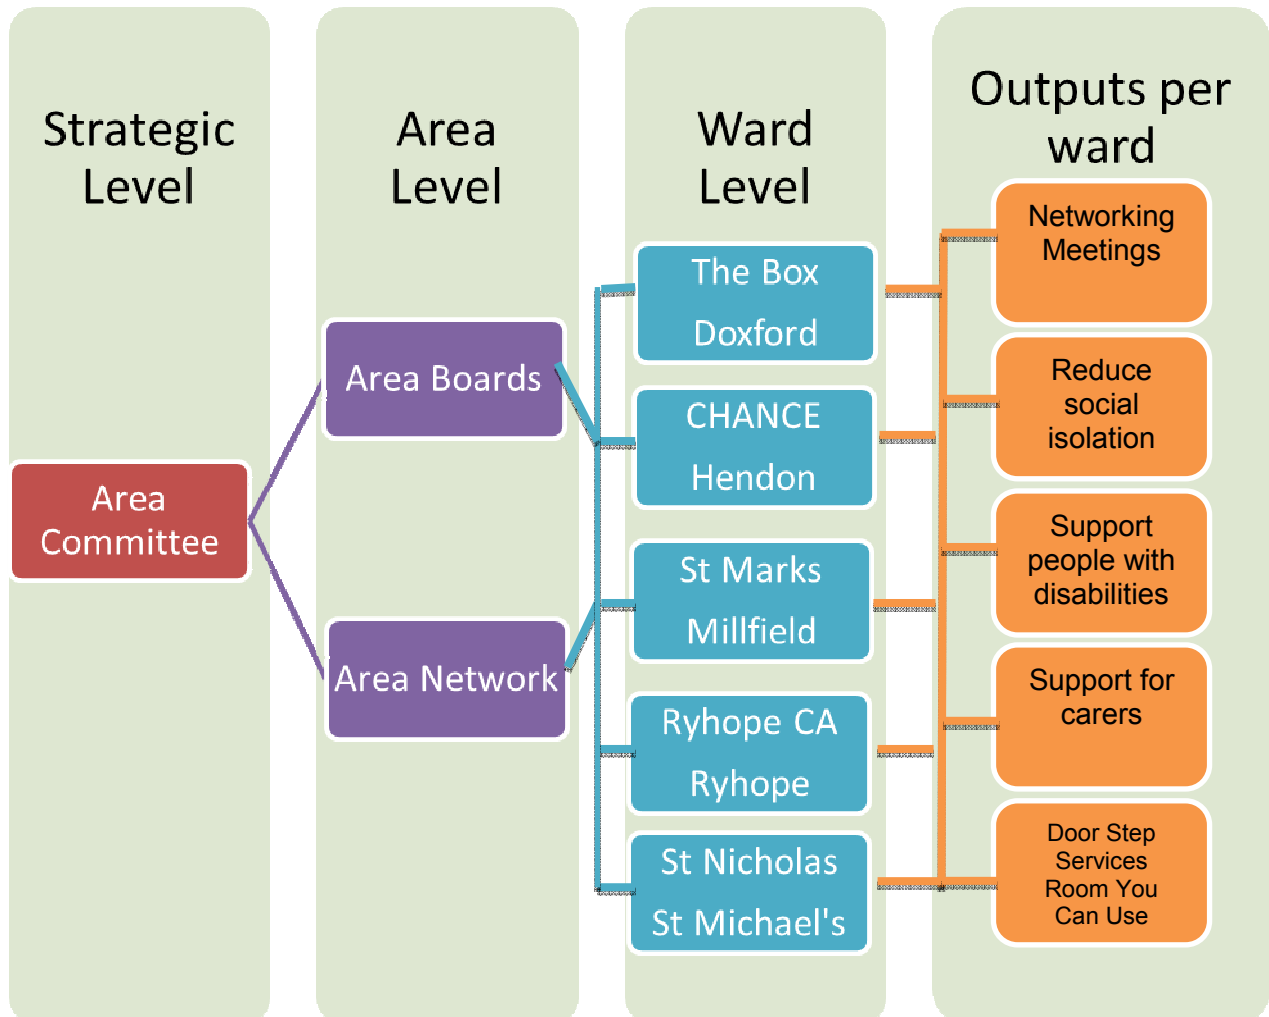 Strategic
Level
Area
Committee
Area
Level
Area Boards
Area Network
Ward
Level
The Box
Doxford
CHANCE
Hendon
St Marks
Millfield
Ryhope CA
Ryhope
St Nicholas
St Michael's
Outputs per
ward
Networking
Meetings
Reduce
social
isolation
Support
people with
disabilities
Support for
carers
Door Step
Services
Room You
Can Use